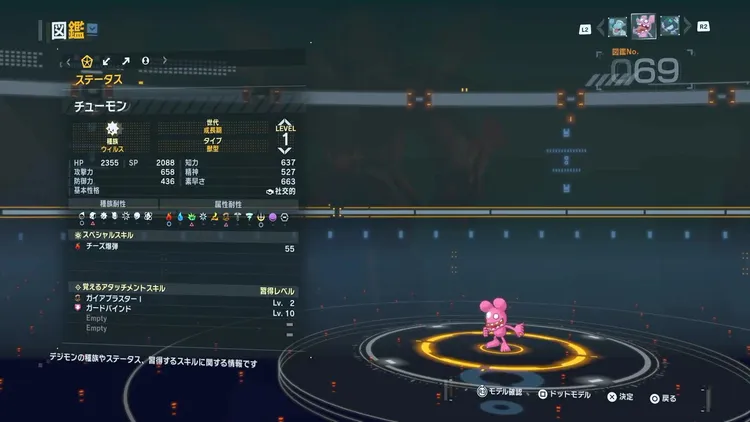 図鑑
L2
R2
図鑑No.
069
ステータス
チューモン
種族
ウィルス
世代
成長期
タイプ
獣型
LEVEL
1
HP 2355 SP 2088 知力 637
攻撃力 658 精神 527
防御力 436 素早さ 663
基本性格 社交的
種族耐性 属性耐性
スペシャルスキル
チーズ爆弾 55
覚えるアタッチメントスキル 習得レベル
ガイアブラスターI Lv. 2
ガードバインド Lv. 10
Empty
Empty
デジモンの種族やステータス、習得するスキルに関する情報です
R3 モデル確認 ドットモデル 決定 戻る